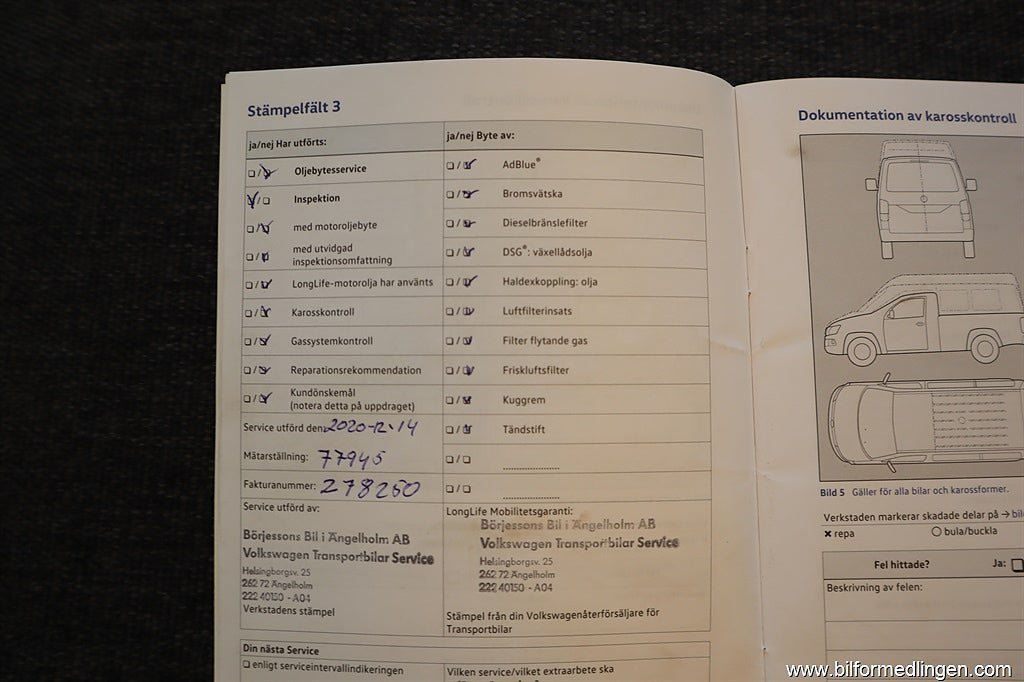 Stämpelfält 3
ja/nej Har utförts:
Oljebytesservice
Inspektion
med motoroljebyte
med utvidgad
inspektionsomfattning
LongLife-motorolja har använts
Karosskontroll
Gassystemkontroll
Reparationsrekommendation
Kundönskemål
(notera detta på uppdraget)
Service utförd den: 2020-12-14
Mätarställning: 77945
Fakturanummer: 278250
Service utförd av:
Börjessons Bil i Ängelholm AB
Volkswagen Transportbilar Service
Helsingborgsv. 25
262 72 Ängelholm
222 40150 - A04
Verkstadens stämpel
ja/nej Byte av:
AdBlue®
Bromsvätska
Dieselbränslefilter
DSG®: växellådsolja
Haldexkoppling: olja
Luftfilterinsats
Filter flytande gas
Friskluftsfilter
Kuggrem
Tändstift
LongLife Mobilitetsgaranti:
Börjessons Bil i Ängelholm AB
Volkswagen Transportbilar Service
Helsingborgsv. 25
262 72 Ängelholm
222 40150 - A04
Stämpel från din Volkswagenåterförsäljare för
Transportbilar
Din nästa Service
enligt serviceintervallindikeringen
Vilken service/vilket extraarbete ska
Dokumentation av karosskontroll
Bild 5 Gäller för alla bilar och karossformer.
Verkstaden markerar skadade delar på → bil
× repa
bula/buckla
Fel hittade? Ja:
Beskrivning av felen:
www.bilformedlingen.com